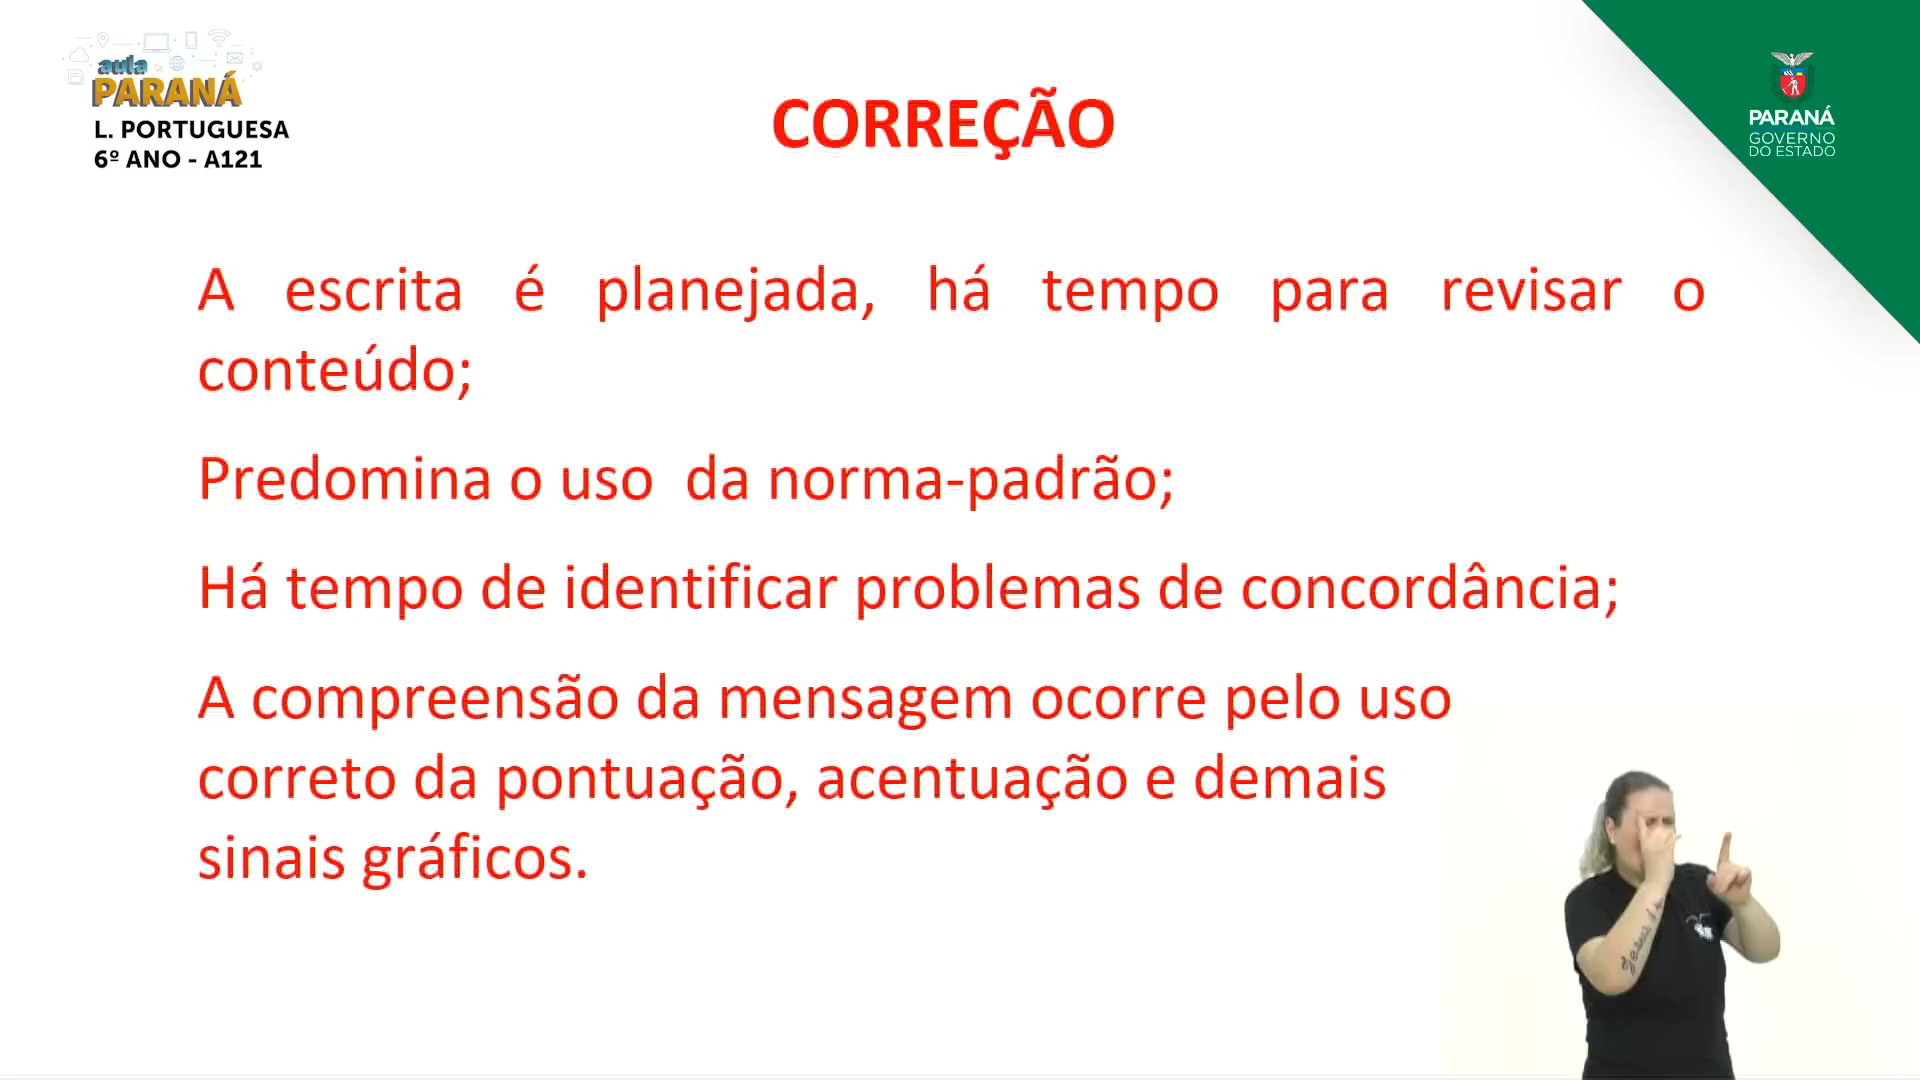 aula
PARANÁ
L. PORTUGUESA
6º ANO - A121
CORREÇÃO
PARANÁ
GOVERNO
DO ESTADO
A escrita é planejada, há tempo para revisar o
conteúdo;
Predomina o uso da norma-padrão;
Há tempo de identificar problemas de concordância;
A compreensão da mensagem ocorre pelo uso
correto da pontuação, acentuação e demais
sinais gráficos.
Jesus